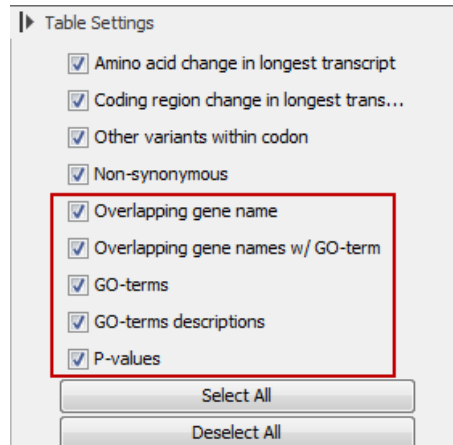 Table Settings
Amino acid change in longest transcript
Coding region change in longest trans...
Other variants within codon
Non-synonymous
Overlapping gene name
Overlapping gene names w/ GO-term
GO-terms
GO-terms descriptions
P-values
Select All
Deselect All